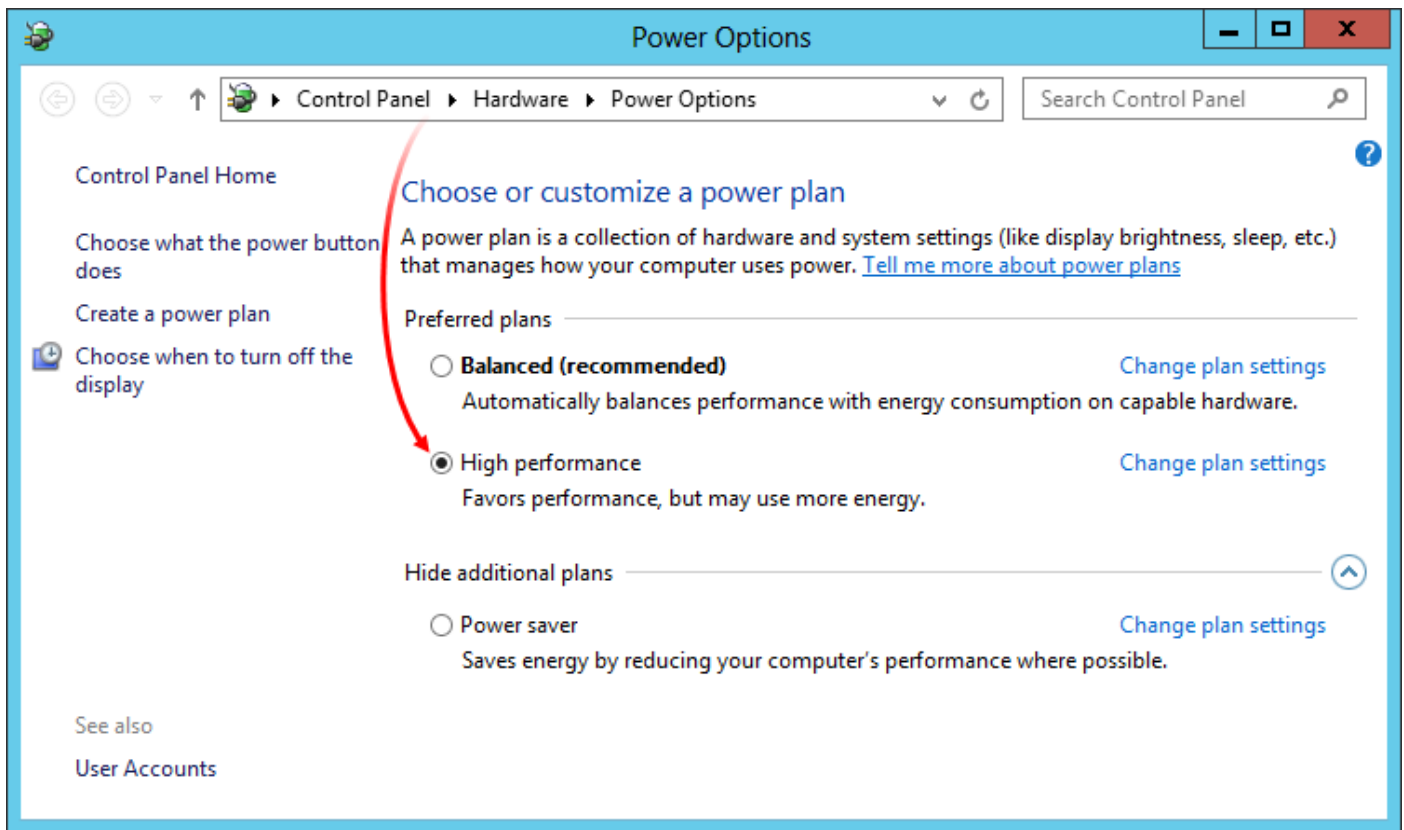 Power Options
Control Panel Hardware Power Options
Search Control Panel
Control Panel Home
Choose what the power button
does
Create a power plan
Choose when to turn off the
display
See also
User Accounts
Choose or customize a power plan
A power plan is a collection of hardware and system settings (like display brightness, sleep, etc.)
that manages how your computer uses power. Tell me more about power plans
Preferred plans
Balanced (recommended) Change plan settings
Automatically balances performance with energy consumption on capable hardware.
High performance Change plan settings
Favors performance, but may use more energy.
Hide additional plans
Power saver Change plan settings
Saves energy by reducing your computer's performance where possible.